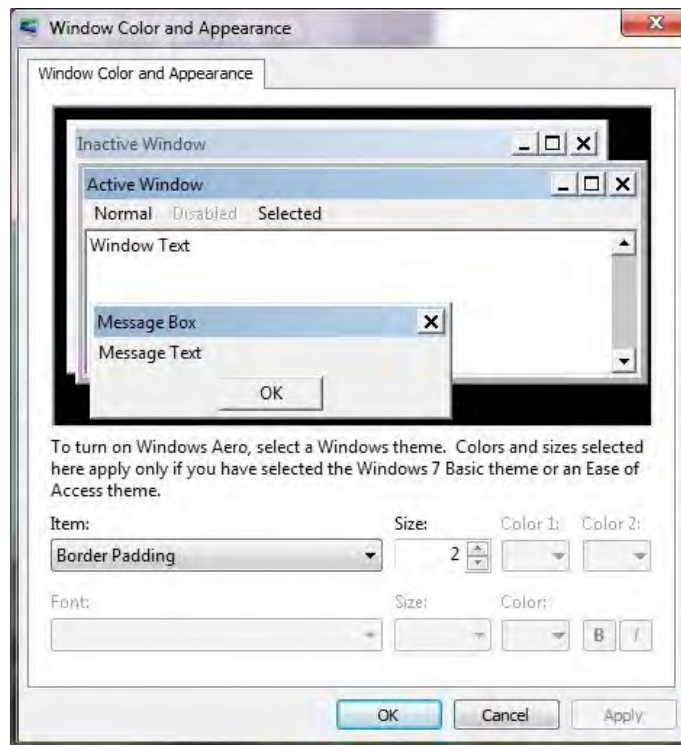 Window Color and Appearance
Window Color and Appearance
Inactive Window
Active Window
Normal Disabled Selected
Window Text
Message Box
Message Text
OK
To turn on Windows Aero, select a Windows theme. Colors and sizes selected
here apply only if you have selected the Windows 7 Basic theme or an Ease of
Access theme.
Item: Size: Color 1: Color 2:
Border Padding 2
Font: Size: Color:
B I
OK Cancel Apply